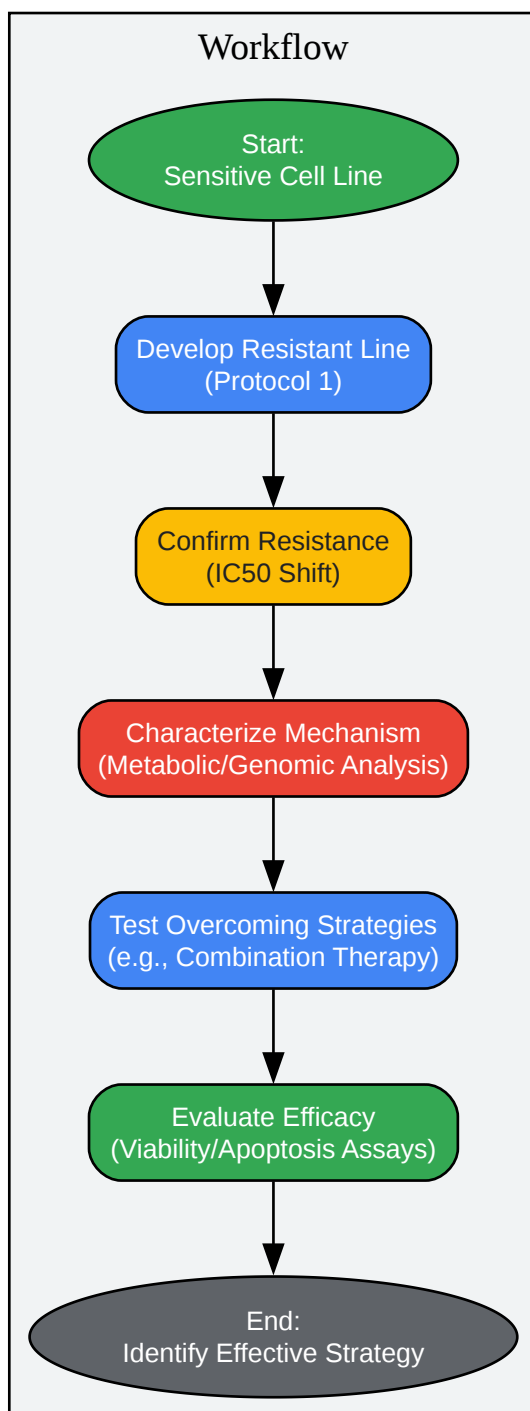 Workflow
Start:
Sensitive Cell Line
Develop Resistant Line
(Protocol 1)
Confirm Resistance
(IC50 Shift)
Characterize Mechanism
(Metabolic/Genomic Analysis)
Test Overcoming Strategies
(e.g., Combination Therapy)
Evaluate Efficacy
(Viability/Apoptosis Assays)
End:
Identify Effective Strategy